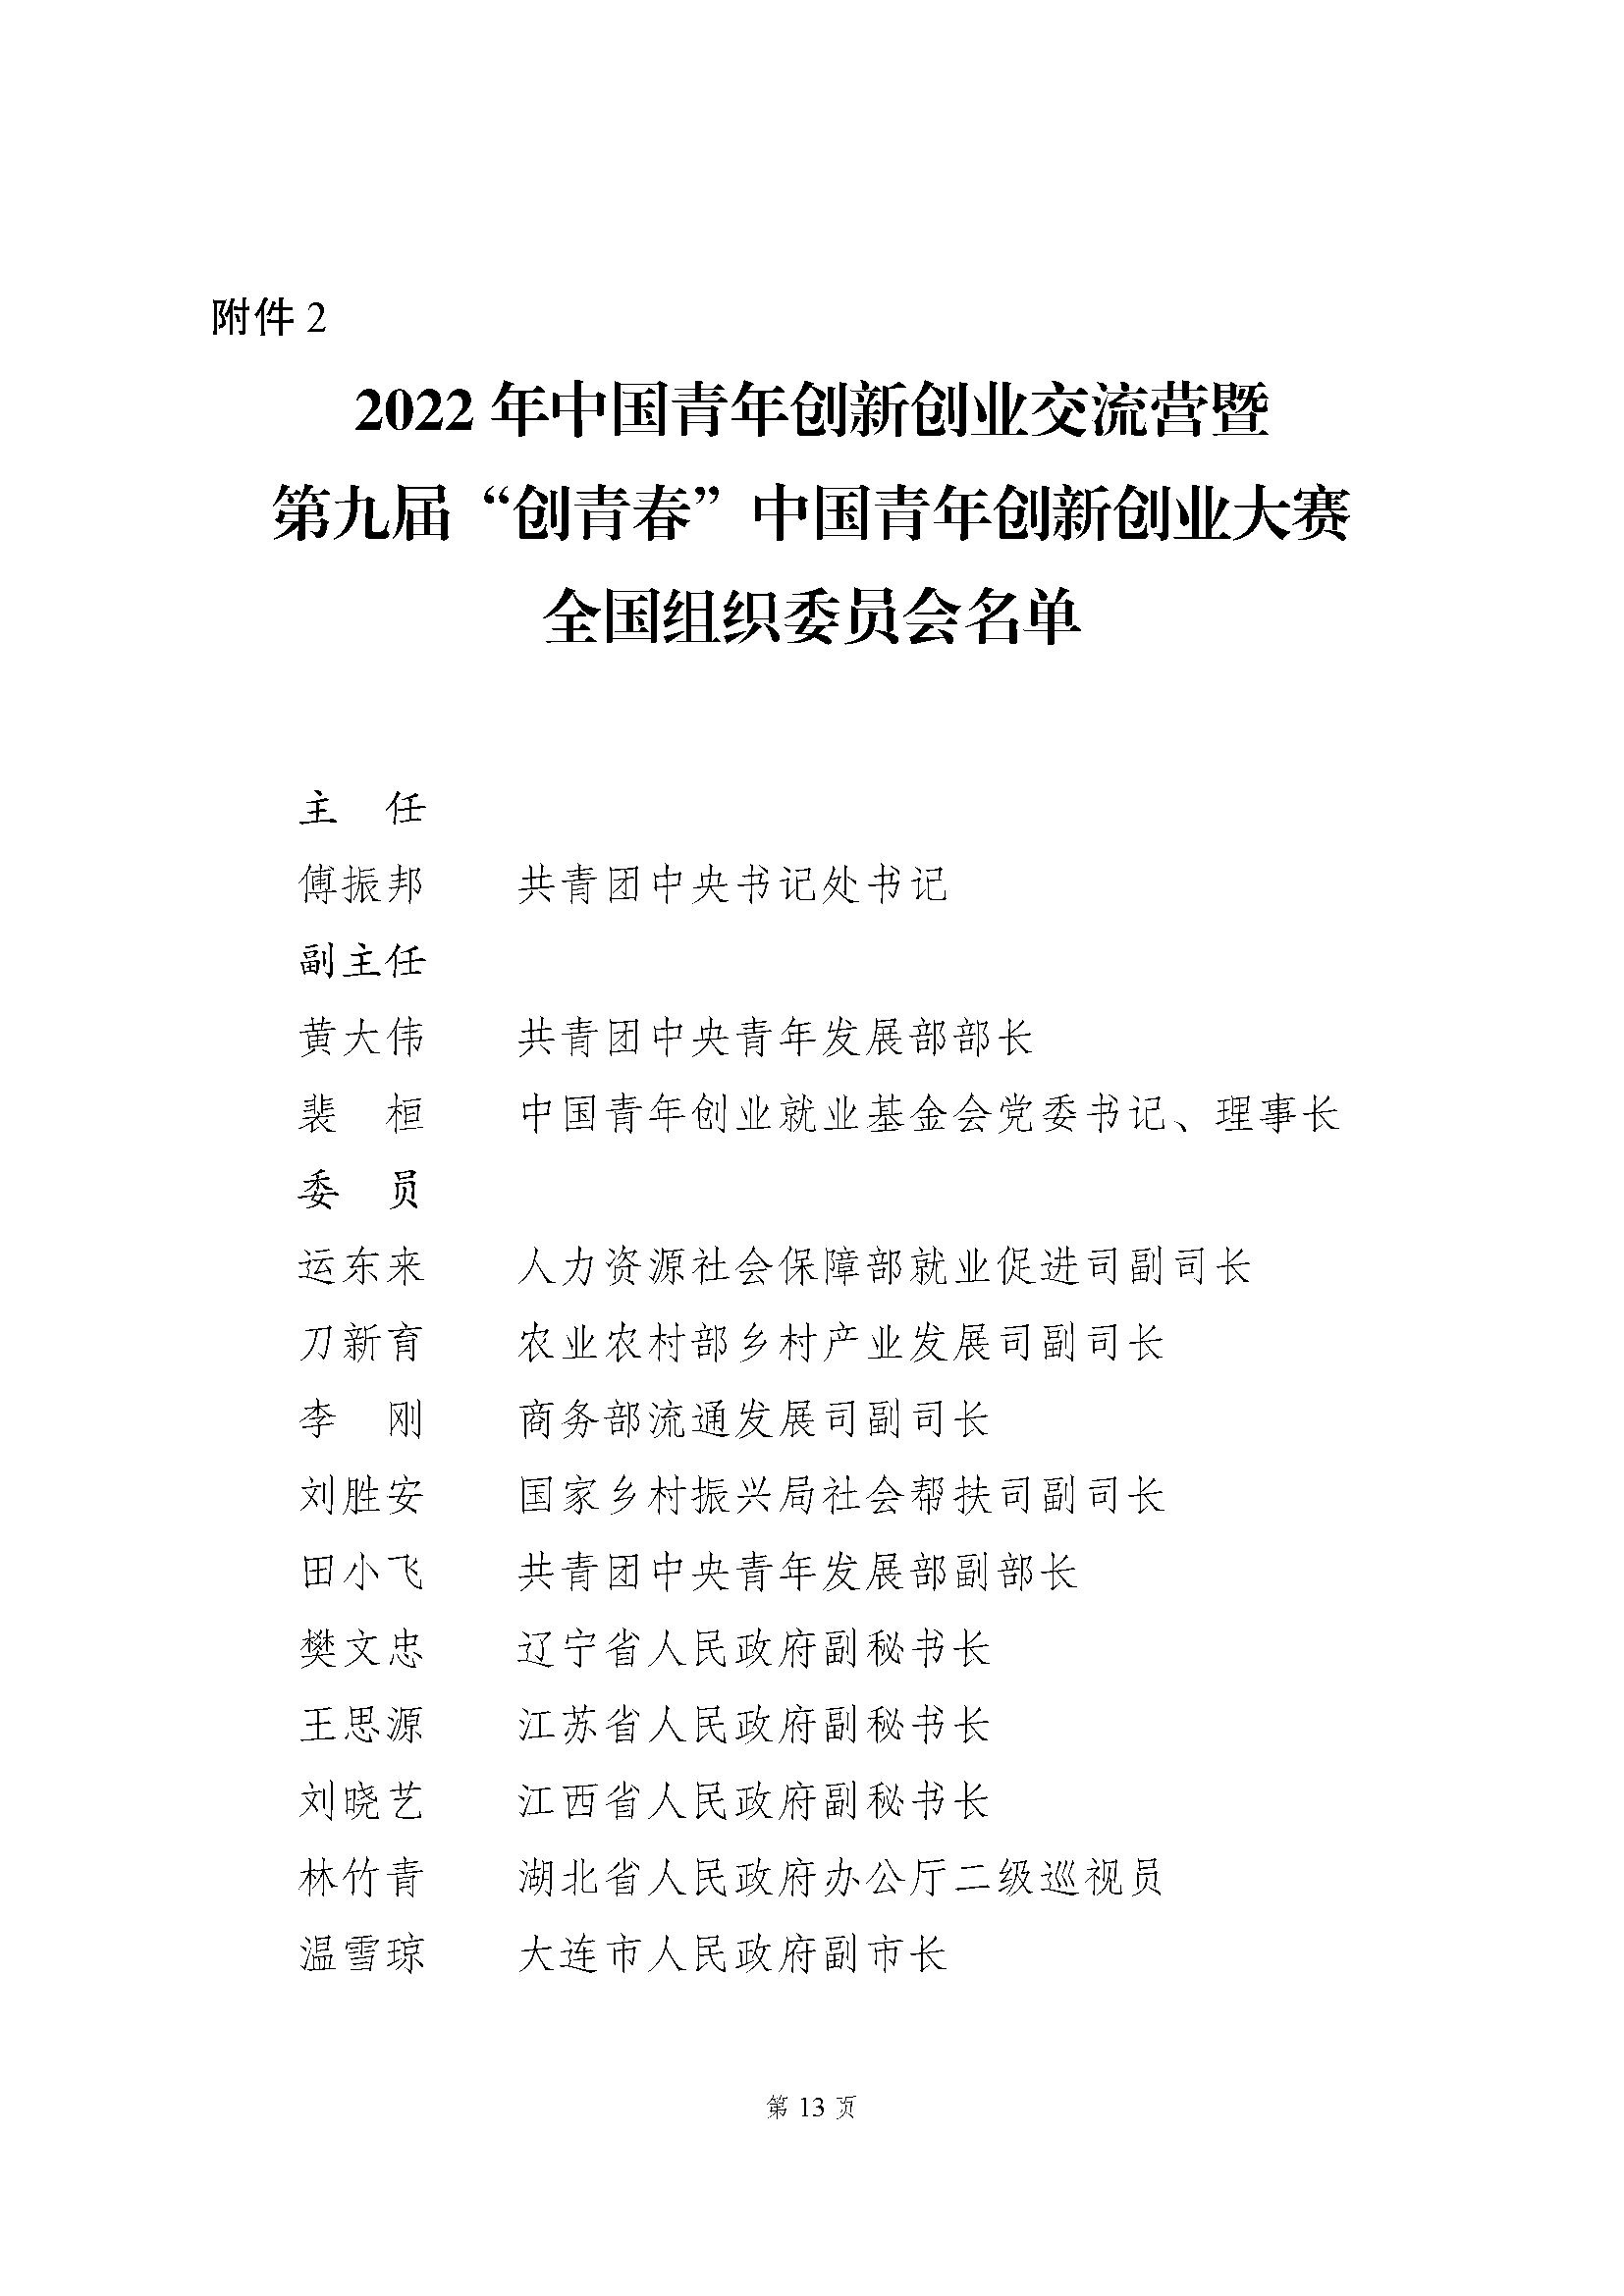 附件 2
2022 年中国青年创新创业交流营暨
第九届“创青春”中国青年创新创业大赛
全国组织委员会名单
主　任
傅振邦　　共青团中央书记处书记
副主任
黄大伟　　共青团中央青年发展部部长
裴　桓　　中国青年创业就业基金会党委书记、理事长
委　员
运东来　　人力资源社会保障部就业促进司副司长
刀新育　　农业农村部乡村产业发展司副司长
李　刚　　商务部流通发展司副司长
刘胜安　　国家乡村振兴局社会帮扶司副司长
田小飞　　共青团中央青年发展部副部长
樊文忠　　辽宁省人民政府副秘书长
王思源　　江苏省人民政府副秘书长
刘晓艺　　江西省人民政府副秘书长
林竹青　　湖北省人民政府办公厅二级巡视员
温雪琼　　大连市人民政府副市长
第 13 页